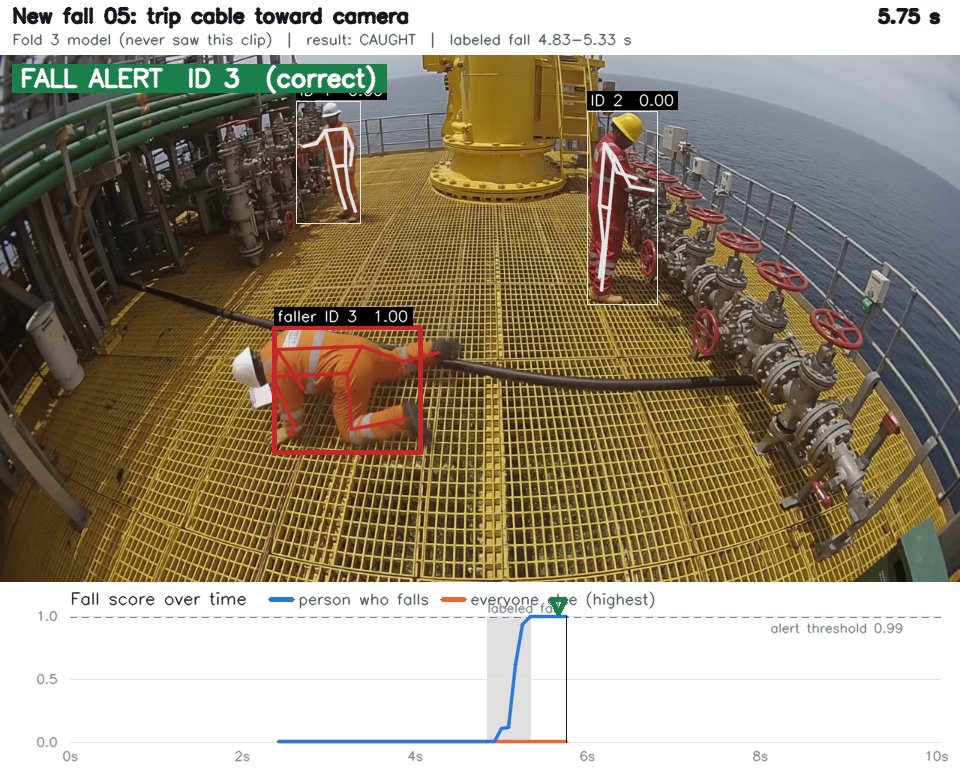 New fall 05: trip cable toward camera
5.75 s
Fold 3 model (never saw this clip) | result: CAUGHT | labeled fall 4.83–5.33 s
FALL ALERT ID 3 (correct)
ID 2 0.00
faller ID 3 1.00
Fall score over time
person who falls
everyone (highest)
labeled
1.0
alert threshold 0.99
0.5
0.0
0s
2s
4s
6s
8s
10s